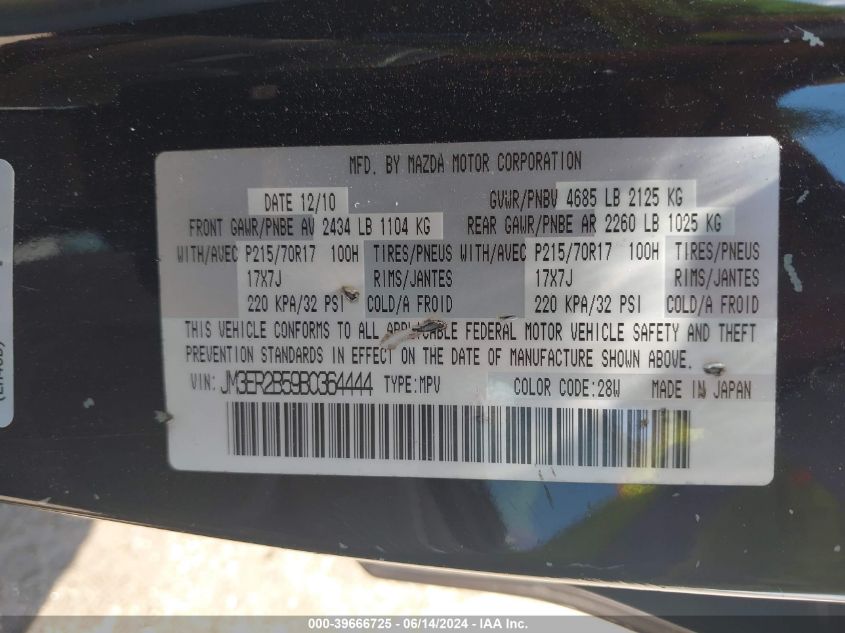 MFD. BY MAZDA MOTOR CORPORATION
DATE 12/10 GVWR/PNBV 4685 LB 2125 KG
FRONT GAWR/PNBE AV 2434 LB 1104 KG REAR GAWR/PNBE AR 2260 LB 1025 KG
WITH/AVEC P215/70R17 100H TIRES/PNEUS WITH/AVEC P215/70R17 100H TIRES/PNEUS
17X7J RIMS/JANTES 17X7J RIMS/JANTES
220 KPA/32 PSI COLD/A FROID 220 KPA/32 PSI COLD/A FROID
THIS VEHICLE CONFORMS TO ALL APPLICABLE FEDERAL MOTOR VEHICLE SAFETY AND THEFT
PREVENTION STANDARDS IN EFFECT ON THE DATE OF MANUFACTURE SHOWN ABOVE.
VIN: JM3ER2B59B0364444 TYPE:MPV COLOR CODE:28W MADE IN JAPAN
000-39666725 - 06/14/2024 - IAA Inc.